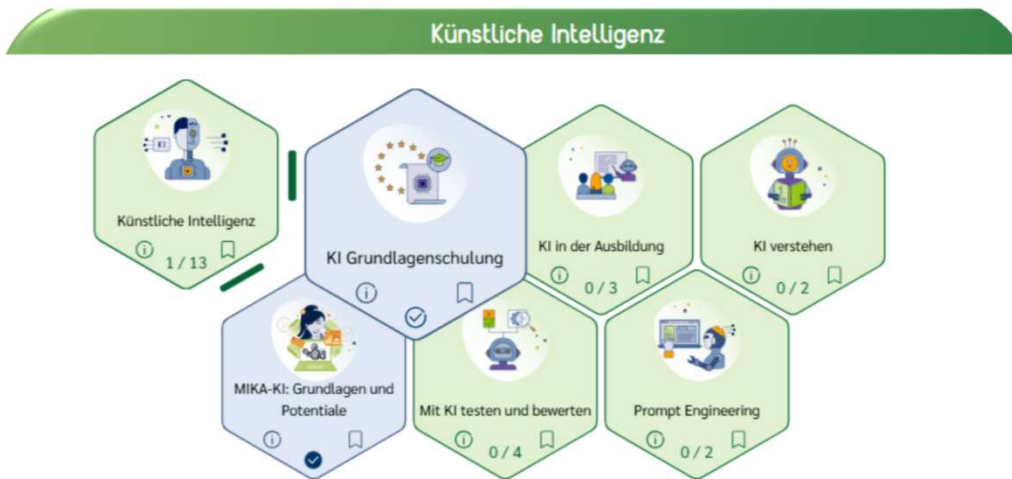 Künstliche Intelligenz
KI
Künstliche Intelligenz
1 / 13
KI Grundlagenschulung
KI in der Ausbildung
0 / 3
KI verstehen
0 / 2
MIKA-KI: Grundlagen und
Potentiale
Mit KI testen und bewerten
0 / 4
Prompt Engineering
0 / 2